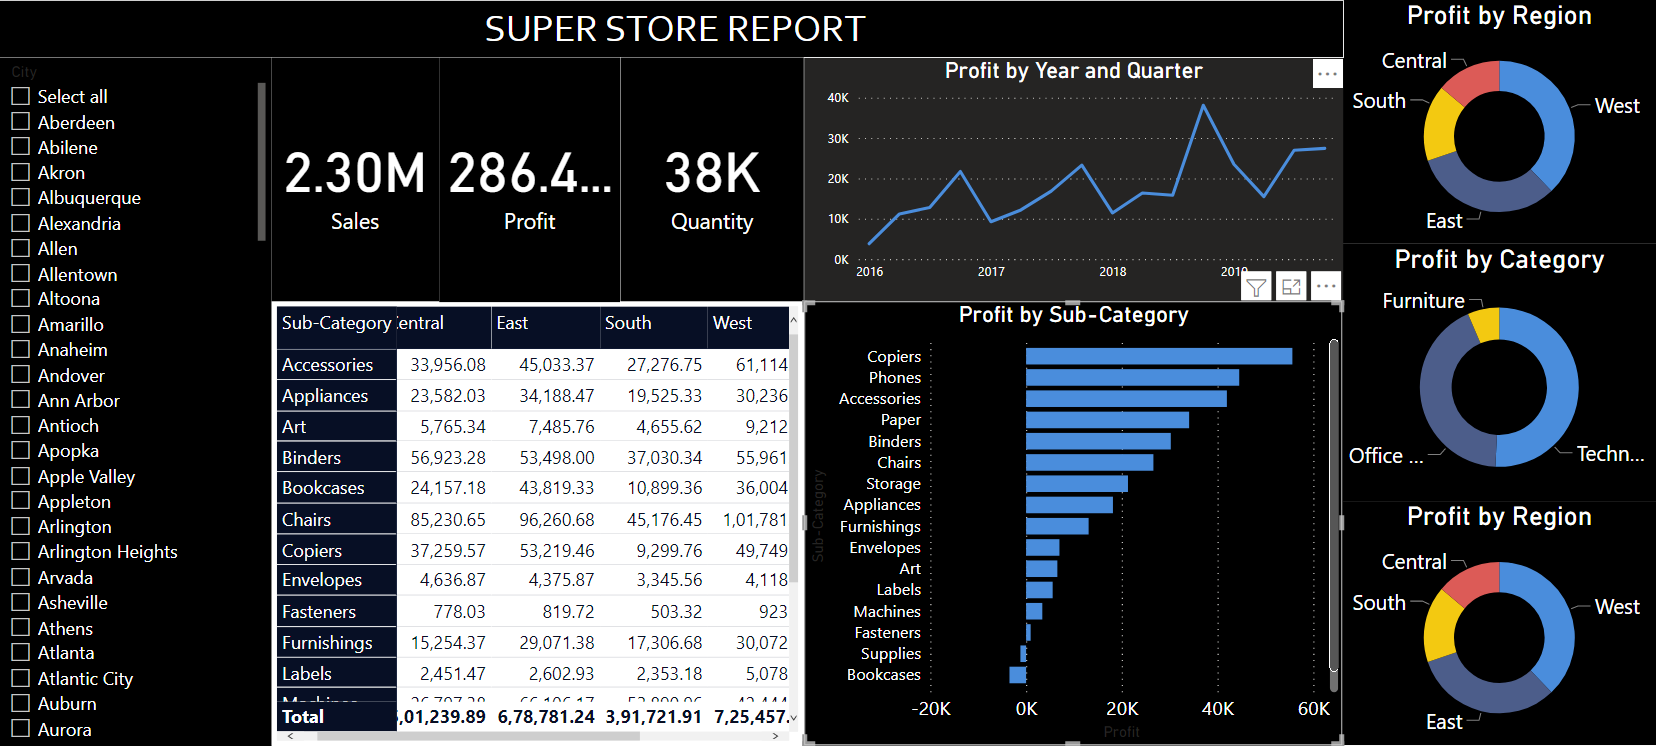 SUPER STORE REPORT
City
Select all
Aberdeen
Abilene
Akron
Albuquerque
Alexandria
Allen
Allentown
Altoona
Amarillo
Anaheim
Andover
Ann Arbor
Antioch
Apopka
Apple Valley
Appleton
Arlington
Arlington Heights
Arvada
Asheville
Athens
Atlanta
Atlantic City
Auburn
Aurora
2.30M
Sales
286.4...
Profit
38K
Quantity
Sub-Category entral East South West
Accessories 33,956.08 45,033.37 27,276.75 61,114
Appliances 23,582.03 34,188.47 19,525.33 30,236
Art 5,765.34 7,485.76 4,655.62 9,212
Binders 56,923.28 53,498.00 37,030.34 55,961
Bookcases 24,157.18 43,819.33 10,899.36 36,004
Chairs 85,230.65 96,260.68 45,176.45 1,01,781
Copiers 37,259.57 53,219.46 9,299.76 49,749
Envelopes 4,636.87 4,375.87 3,345.56 4,118
Fasteners 778.03 819.72 503.32 923
Furnishings 15,254.37 29,071.38 17,306.68 30,072
Labels 2,451.47 2,602.93 2,353.18 5,078
Total ,01,239.89 6,78,781.24 3,91,721.91 7,25,457.
Profit by Year and Quarter
40K
30K
20K
10K
0K
2016 2017 2018 2019
Profit by Sub-Category
Sub-Category
Copiers
Phones
Accessories
Paper
Binders
Chairs
Storage
Appliances
Furnishings
Envelopes
Art
Labels
Machines
Fasteners
Supplies
Bookcases
-20K 0K 20K 40K 60K
Profit
Profit by Region
Central
South
West
East
Profit by Category
Furniture
Office ...
Techn...
Profit by Region
Central
South
West
East